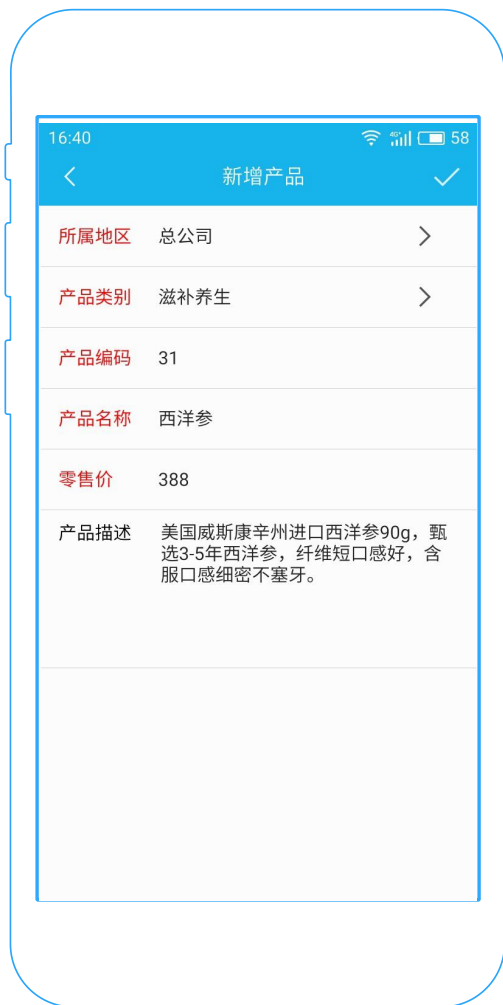 16:40 4G 58
新增产品
所属地区 总公司
产品类别 滋补养生
产品编码 31
产品名称 西洋参
零售价 388
产品描述 美国威斯康辛州进口西洋参90g，甄
选3-5年西洋参，纤维短口感好，含
服口感细密不塞牙。